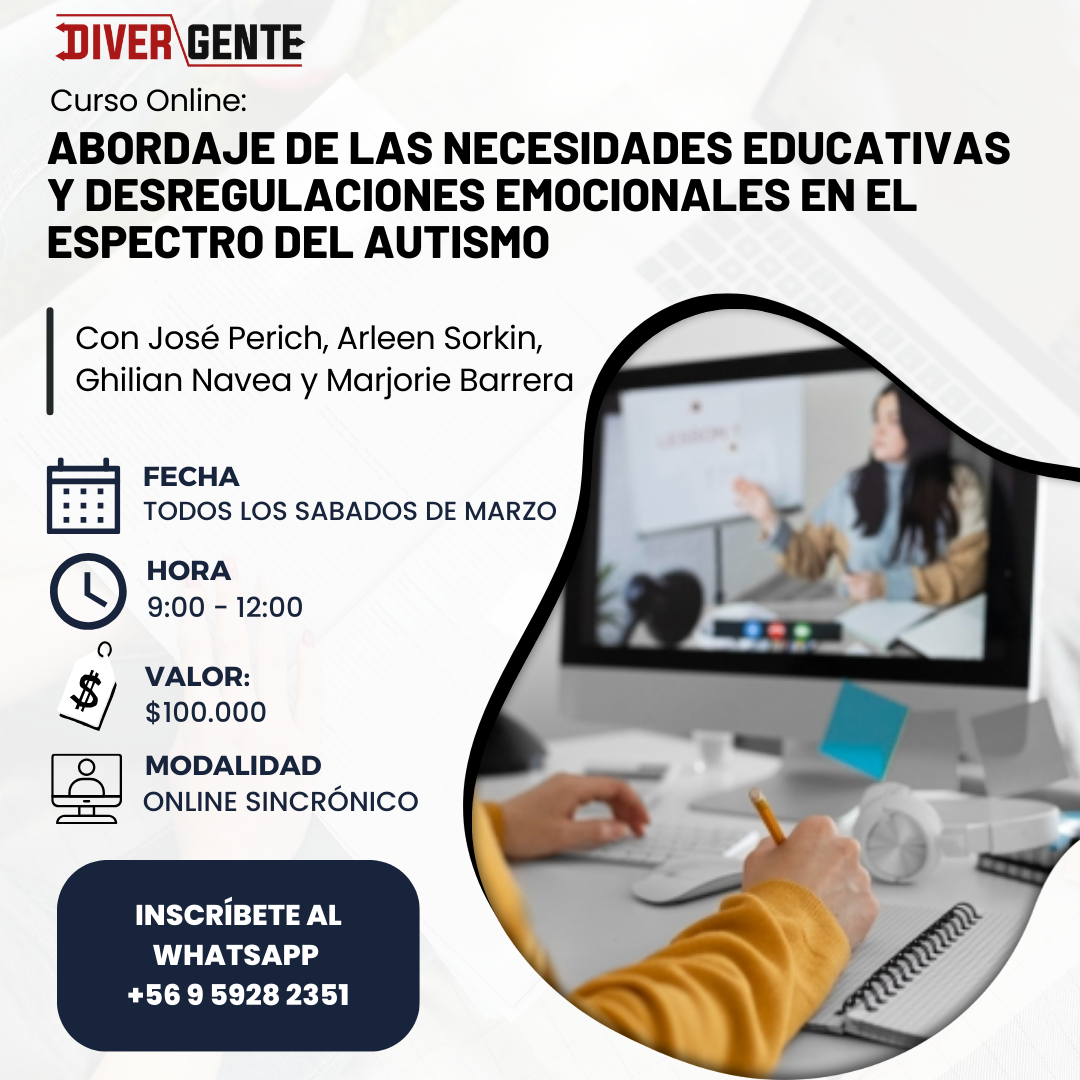 DIVERGENTE
Curso Online:
ABORDAJE DE LAS NECESIDADES EDUCATIVAS
Y DESREGULACIONES EMOCIONALES EN EL
ESPECTRO DEL AUTISMO
Con José Perich, Arleen Sorkin,
Ghilian Navea y Marjorie Barrera
FECHA
TODOS LOS SABADOS DE MARZO
HORA
9:00 - 12:00
$
VALOR:
$100.000
MODALIDAD
ONLINE SINCRÓNICO
INSCRÍBETE AL
WHATSAPP
+56 9 5928 2351